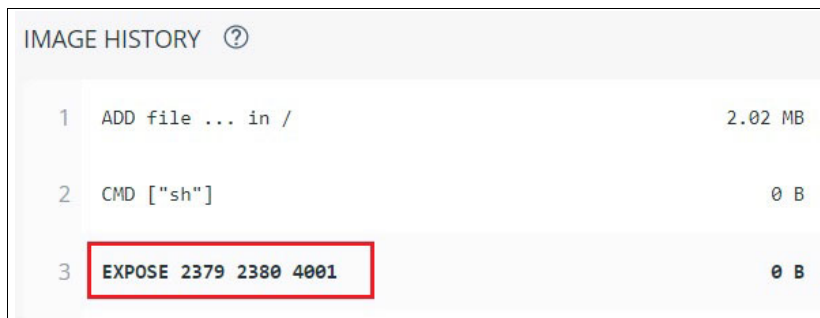 IMAGE HISTORY ?
1 ADD file ... in / 2.02 MB
2 CMD ["sh"] 0 B
3 EXPOSE 2379 2380 4001 0 B